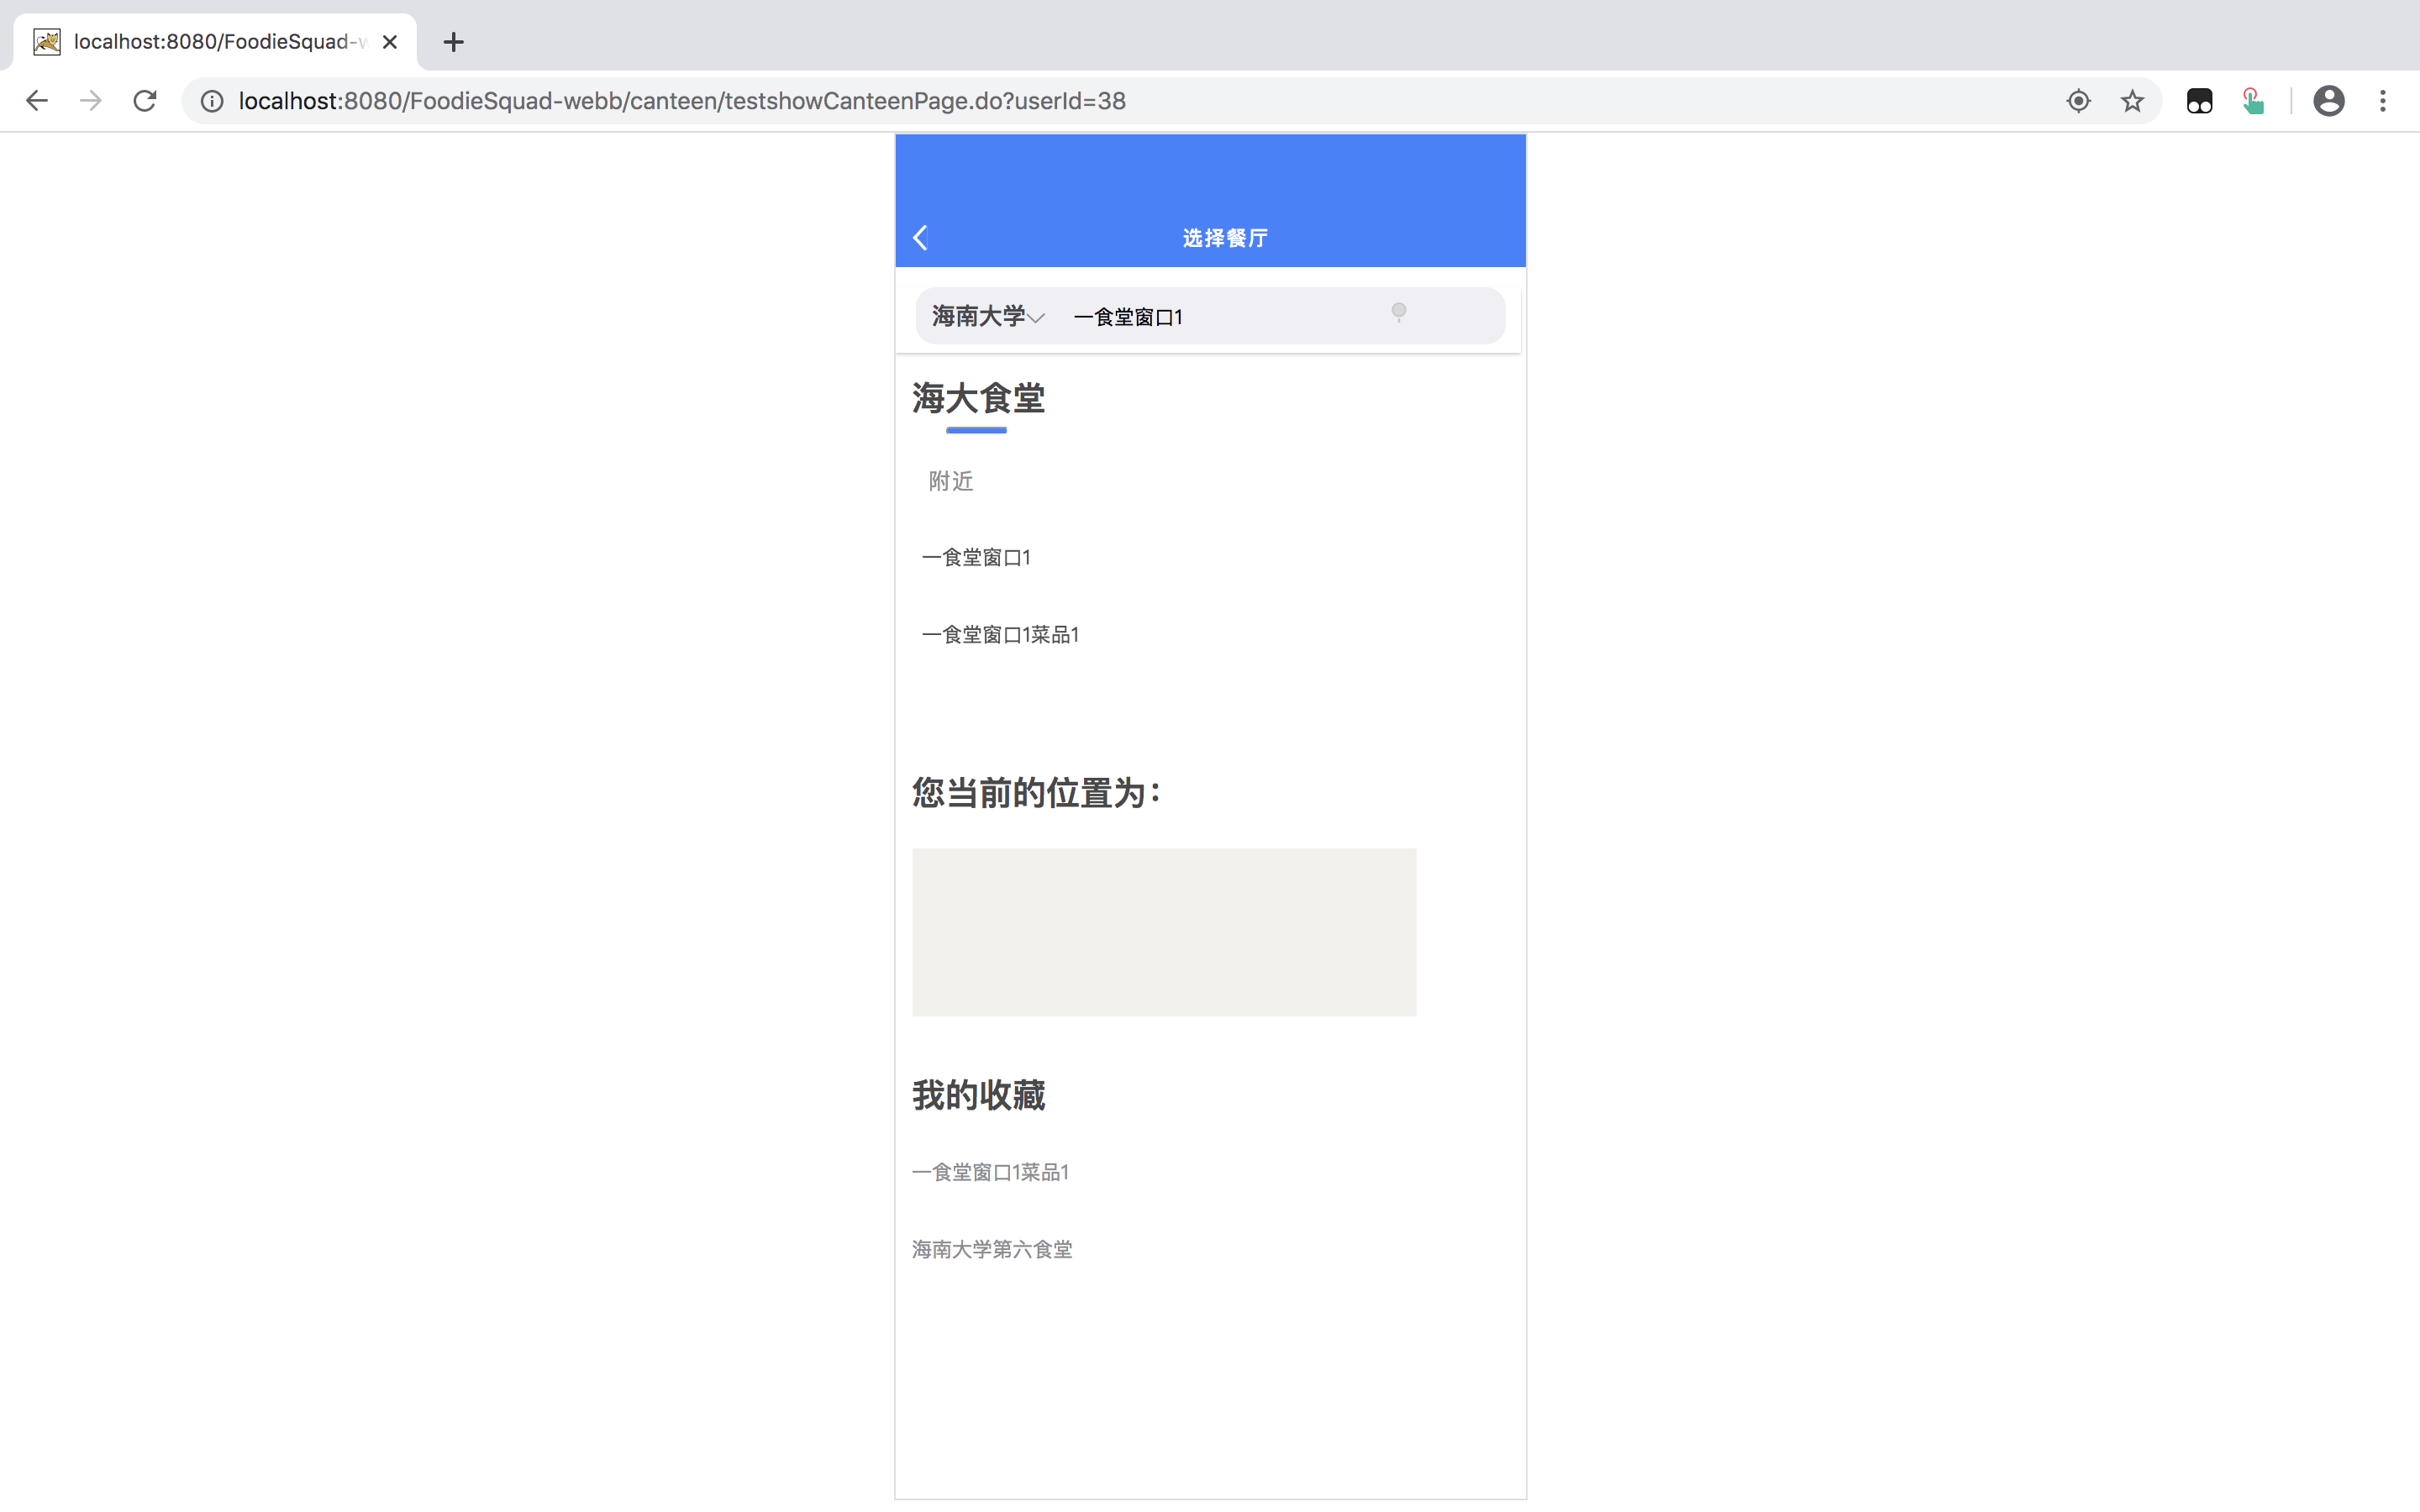 localhost:8080/FoodieSquad-w
localhost:8080/FoodieSquad-webb/canteen/testshowCanteenPage.do?userId=38
选择餐厅
海南大学 一食堂窗口1
海大食堂
附近
一食堂窗口1
一食堂窗口1菜品1
您当前的位置为：
我的收藏
一食堂窗口1菜品1
海南大学第六食堂